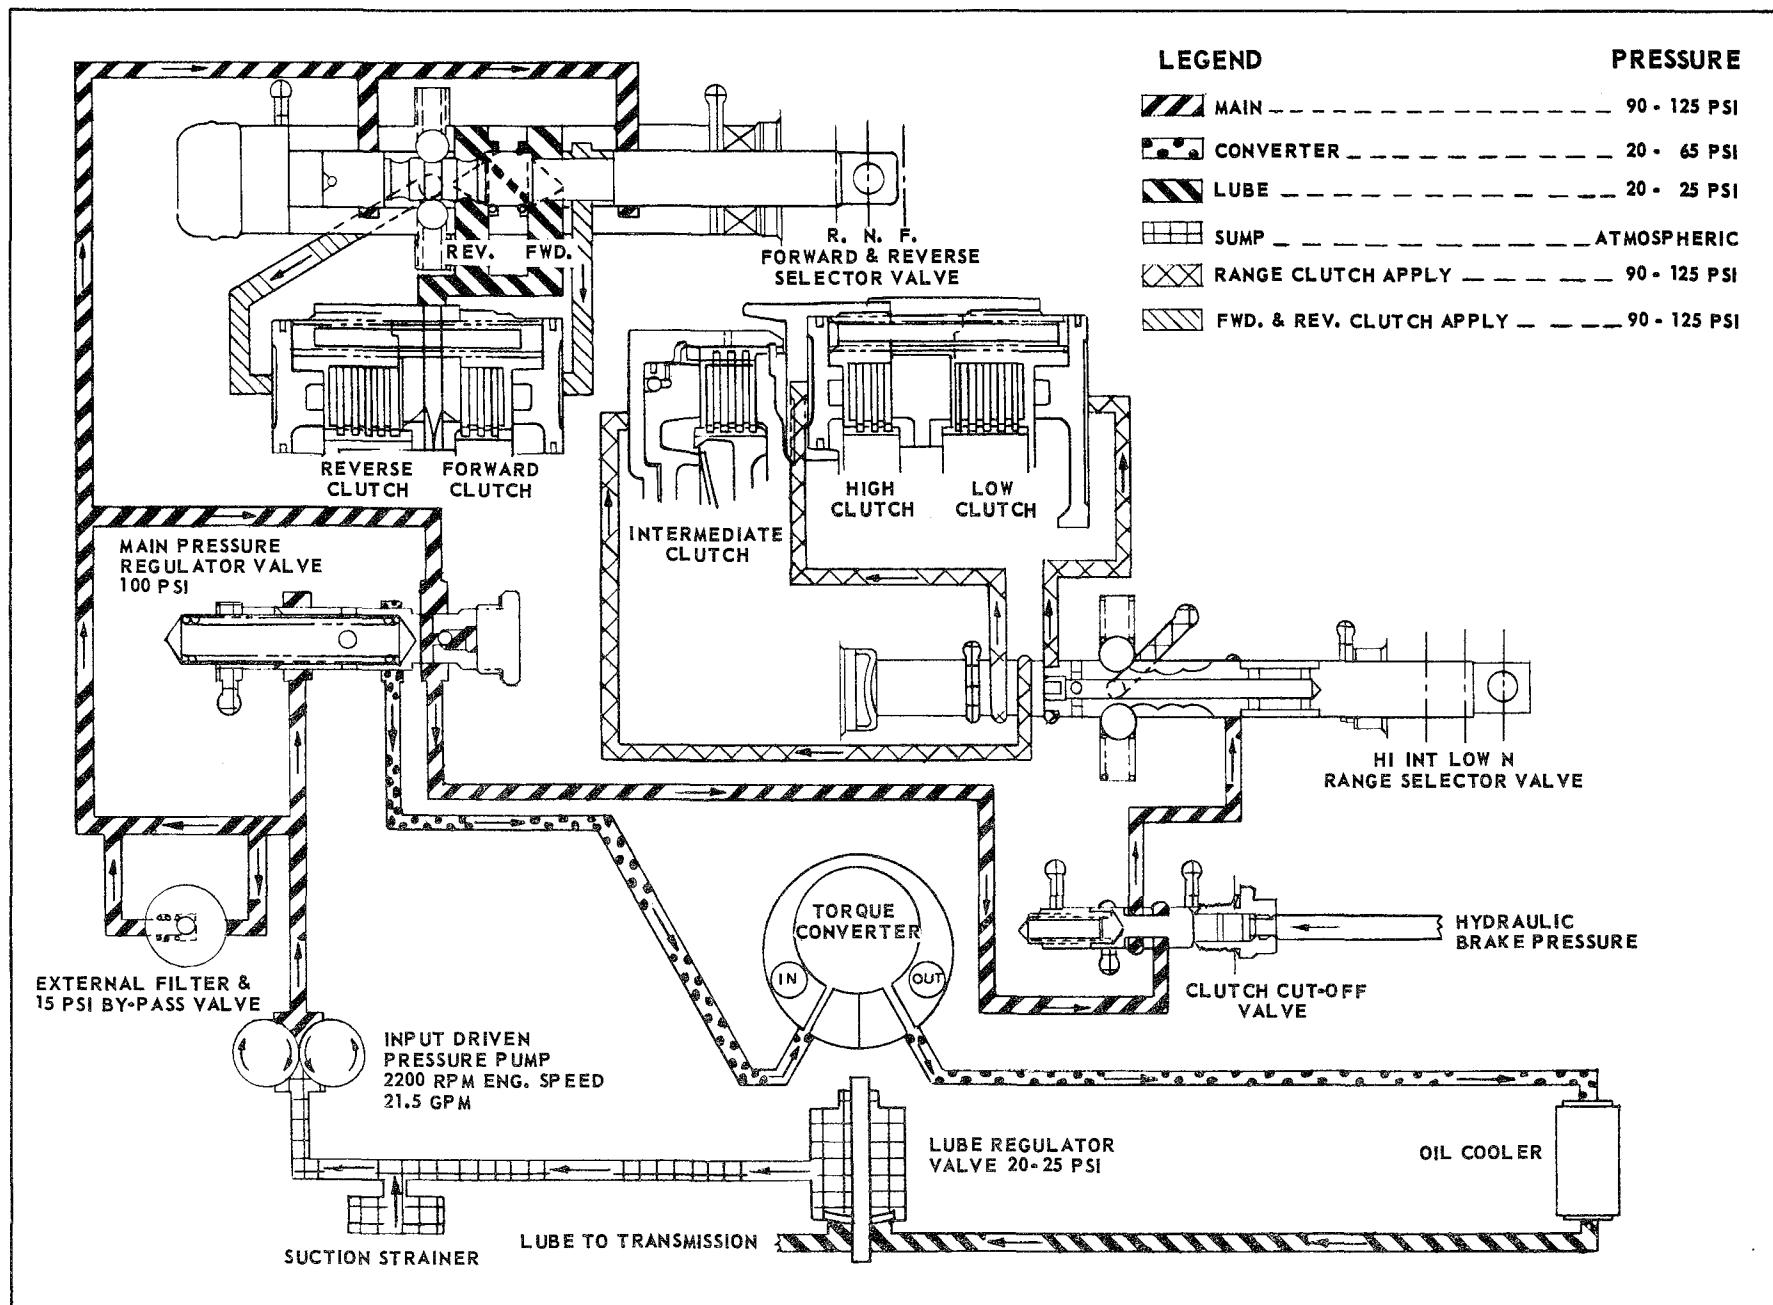 LEGEND PRESSURE
MAIN 90 - 125 PSI
CONVERTER 20 - 65 PSI
LUBE 20 - 25 PSI
SUMP ATMOSPHERIC
RANGE CLUTCH APPLY 90 - 125 PSI
FWD. & REV. CLUTCH APPLY 90 - 125 PSI
REV. FWD.
R. N. F.
FORWARD & REVERSE
SELECTOR VALVE
REVERSE
CLUTCH
FORWARD
CLUTCH
INTERMEDIATE
CLUTCH
HIGH
CLUTCH
LOW
CLUTCH
MAIN PRESSURE
REGULATOR VALVE
100 PSI
HI INT LOW N
RANGE SELECTOR VALVE
TORQUE
CONVERTER
IN
OUT
HYDRAULIC
BRAKE PRESSURE
CLUTCH CUT-OFF
VALVE
EXTERNAL FILTER &
15 PSI BY-PASS VALVE
INPUT DRIVEN
PRESSURE PUMP
2200 RPM ENG. SPEED
21.5 GPM
LUBE REGULATOR
VALVE 20-25 PSI
OIL COOLER
LUBE TO TRANSMISSION
SUCTION STRAINER